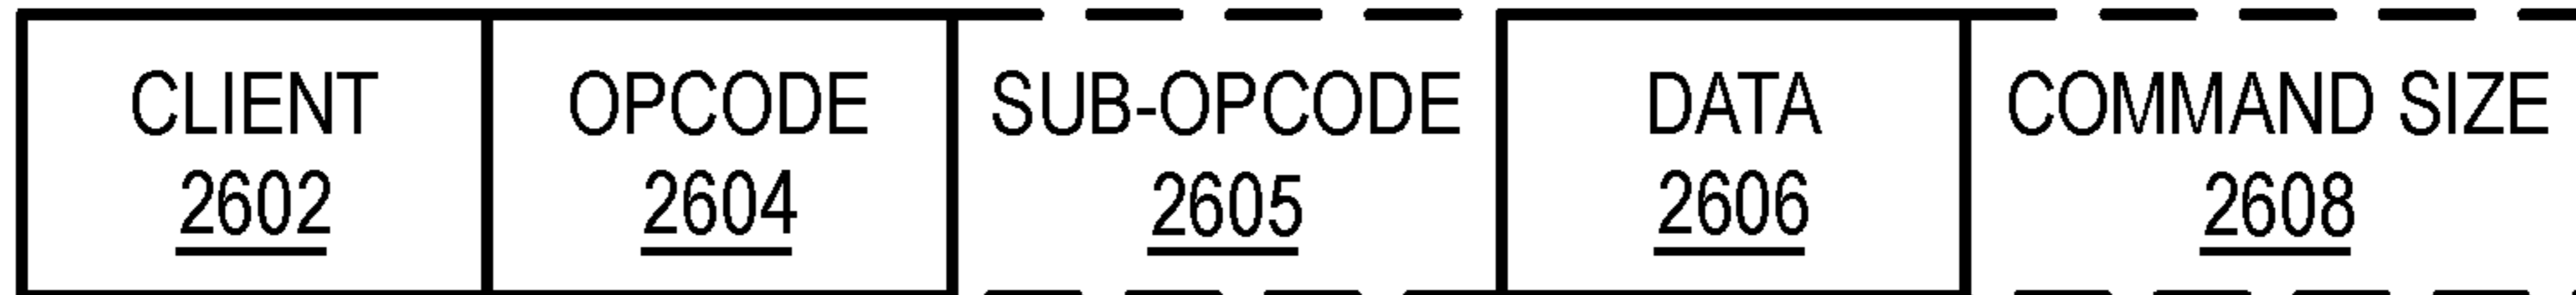 CLIENT OPCODE SUB-OPCODE DATA COMMAND SIZE
2602 2604 2605 2606 2608